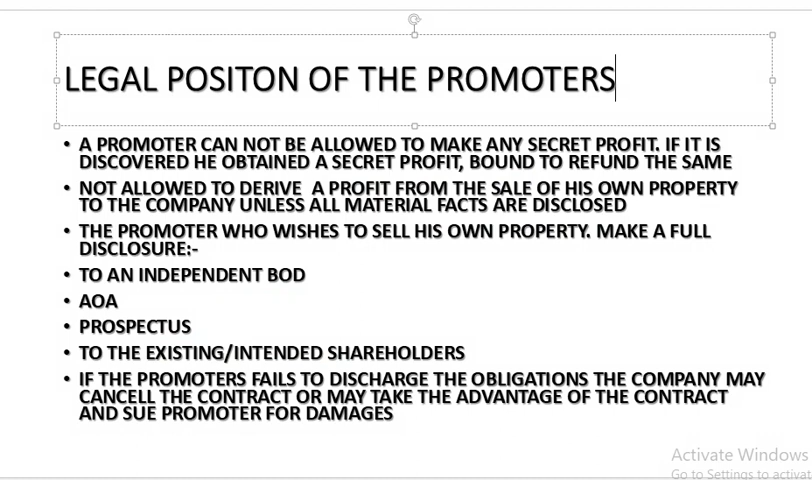 LEGAL POSITON OF THE PROMOTERS
• A PROMOTER CAN NOT BE ALLOWED TO MAKE ANY SECRET PROFIT. IF IT IS
DISCOVERED HE OBTAINED A SECRET PROFIT, BOUND TO REFUND THE SAME
• NOT ALLOWED TO DERIVE A PROFIT FROM THE SALE OF HIS OWN PROPERTY
TO THE COMPANY UNLESS ALL MATERIAL FACTS ARE DISCLOSED
• THE PROMOTER WHO WISHES TO SELL HIS OWN PROPERTY. MAKE A FULL
DISCLOSURE:-
• TO AN INDEPENDENT BOD
• AOA
• PROSPECTUS
• TO THE EXISTING/INTENDED SHAREHOLDERS
• IF THE PROMOTERS FAILS TO DISCHARGE THE OBLIGATIONS THE COMPANY MAY
CANCELL THE CONTRACT OR MAY TAKE THE ADVANTAGE OF THE CONTRACT
AND SUE PROMOTER FOR DAMAGES
Activate Windows
Go to Settings to activat